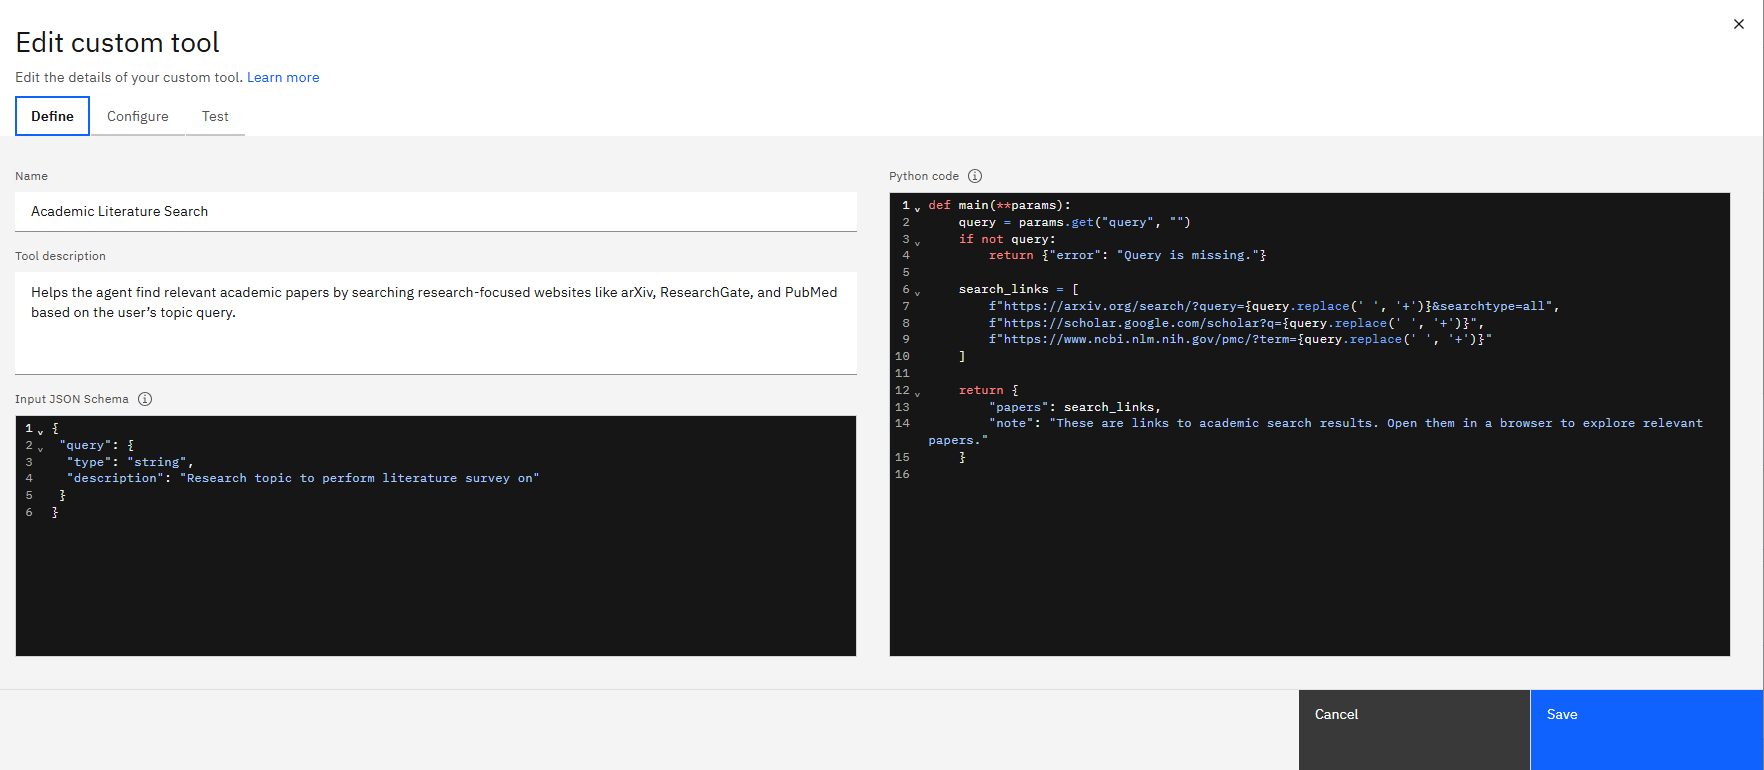 Edit custom tool
Edit the details of your custom tool. Learn more
Define Configure Test
Name
Academic Literature Search
Tool description
Helps the agent find relevant academic papers by searching research-focused websites like arXiv, ResearchGate, and PubMed
based on the user’s topic query.
Input JSON Schema
1 {
2 "query": {
3 "type": "string",
4 "description": "Research topic to perform literature survey on"
5 }
6 }
Python code
1 def main(**params):
2 query = params.get("query", "")
3 if not query:
4 return {"error": "Query is missing."}
5
6 search_links = [
7 f"https://arxiv.org/search/?query={query.replace(' ', '+')}&searchtype=all",
8 f"https://scholar.google.com/scholar?q={query.replace(' ', '+')}",
9 f"https://www.ncbi.nlm.nih.gov/pmc/?term={query.replace(' ', '+')}"
10 ]
11
12 return {
13 "papers": search_links,
14 "note": "These are links to academic search results. Open them in a browser to explore relevant
papers."
15 }
16
Cancel
Save